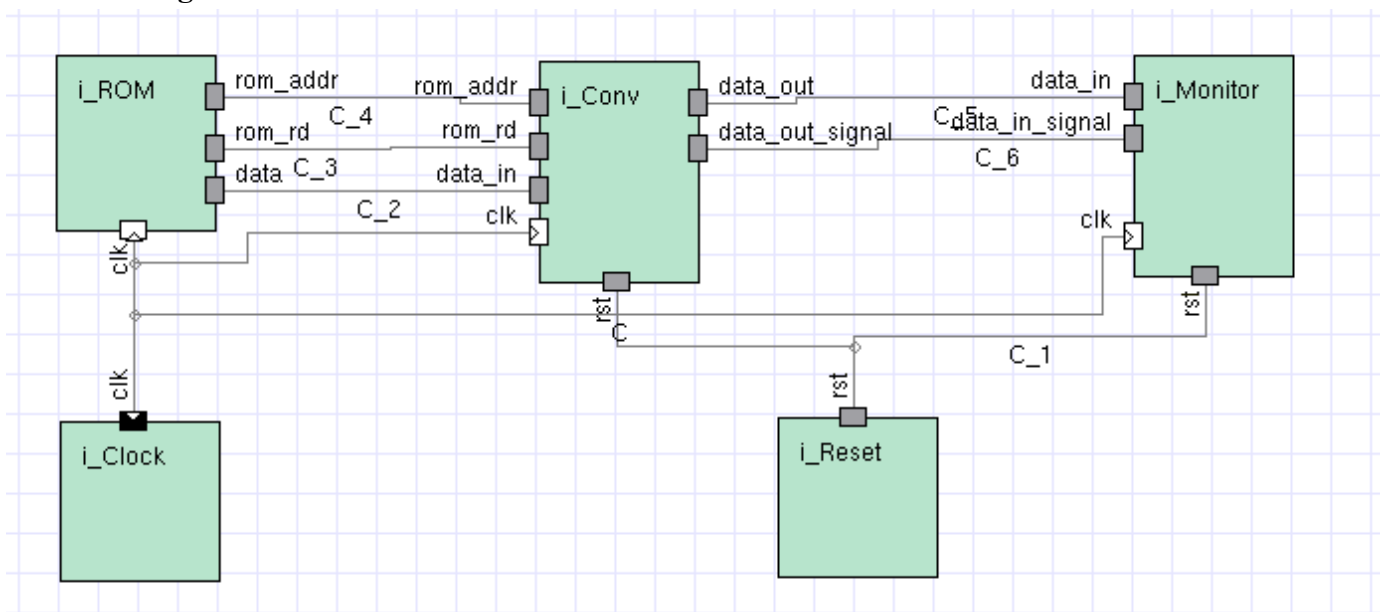 i_ROM
rom_addr
rom_rd
data
clk
C_4
C_3
C_2
rom_addr
rom_rd
data_in
clk
i_Conv
data_out
data_out_signal
rst
C
C_5
C_6
data_in
data_in_signal
clk
i_Monitor
rst
C_1
clk
i_Clock
rst
i_Reset